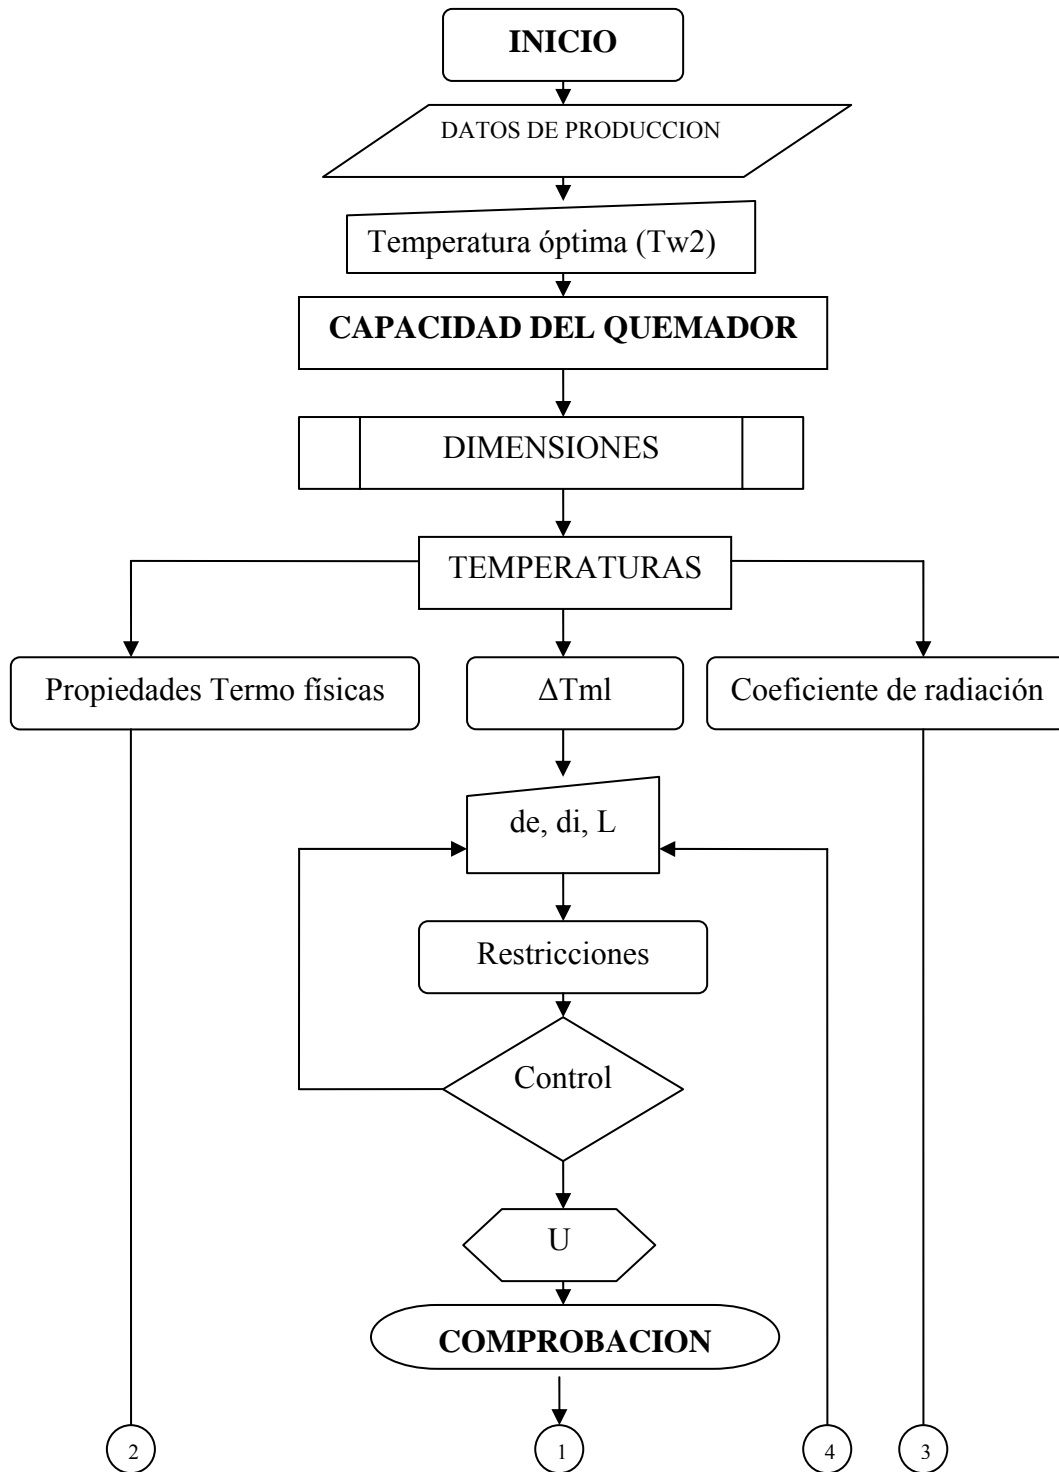 INICIO
DATOS DE PRODUCCION
Temperatura óptima (Tw2)
CAPACIDAD DEL QUEMADOR
DIMENSIONES
TEMPERATURAS
Propiedades Termo físicas
ΔTml
Coeficiente de radiación
de, di, L
Restricciones
Control
U
COMPROBACION
2
1
4
3